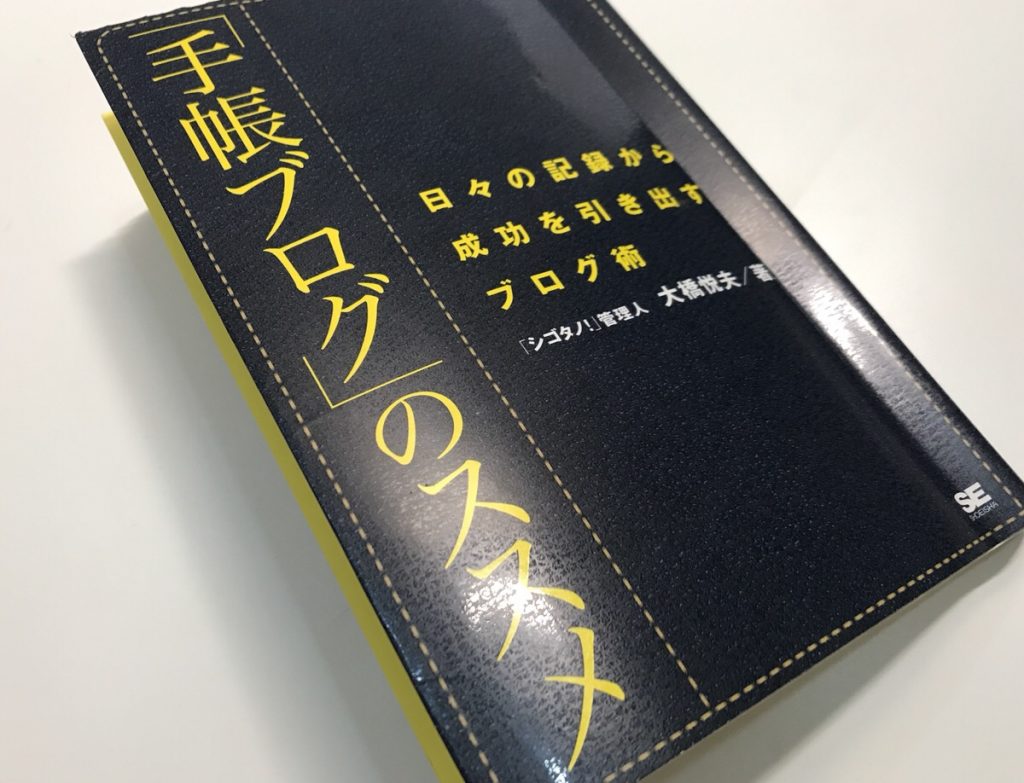 「手帳ブログ」のススメ
日々の記録から
成功を引き出す
ブログ術
「シゴタノ!」管理人 大橋悦夫/著
SE
SHOEISHA